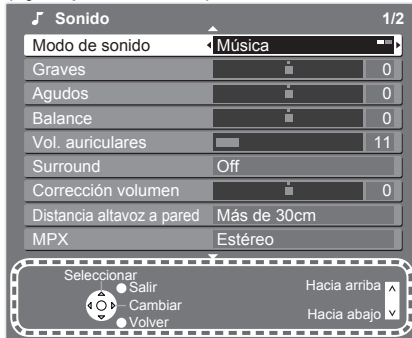 Sonido 1/2
Modo de sonido Música
Graves 0
Agudos 0
Balance 0
Vol. auriculares 11
Surround Off
Corrección volumen 0
Distancia altavoz a pared Más de 30cm
MPX Estéreo
Seleccionar
Salir
Cambiar
Volver
Hacia arriba
Hacia abajo